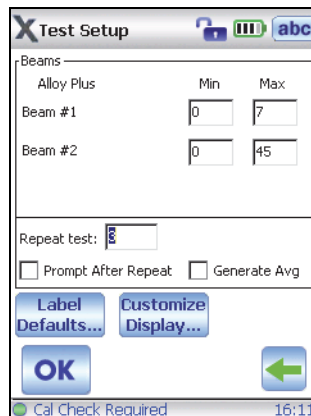 X Test Setup abc
Beams
Alloy Plus Min Max
Beam #1 0 7
Beam #2 0 45
Repeat test: 3
Prompt After Repeat Generate Avg
Label Defaults... Customize Display...
OK
Cal Check Required 16:11